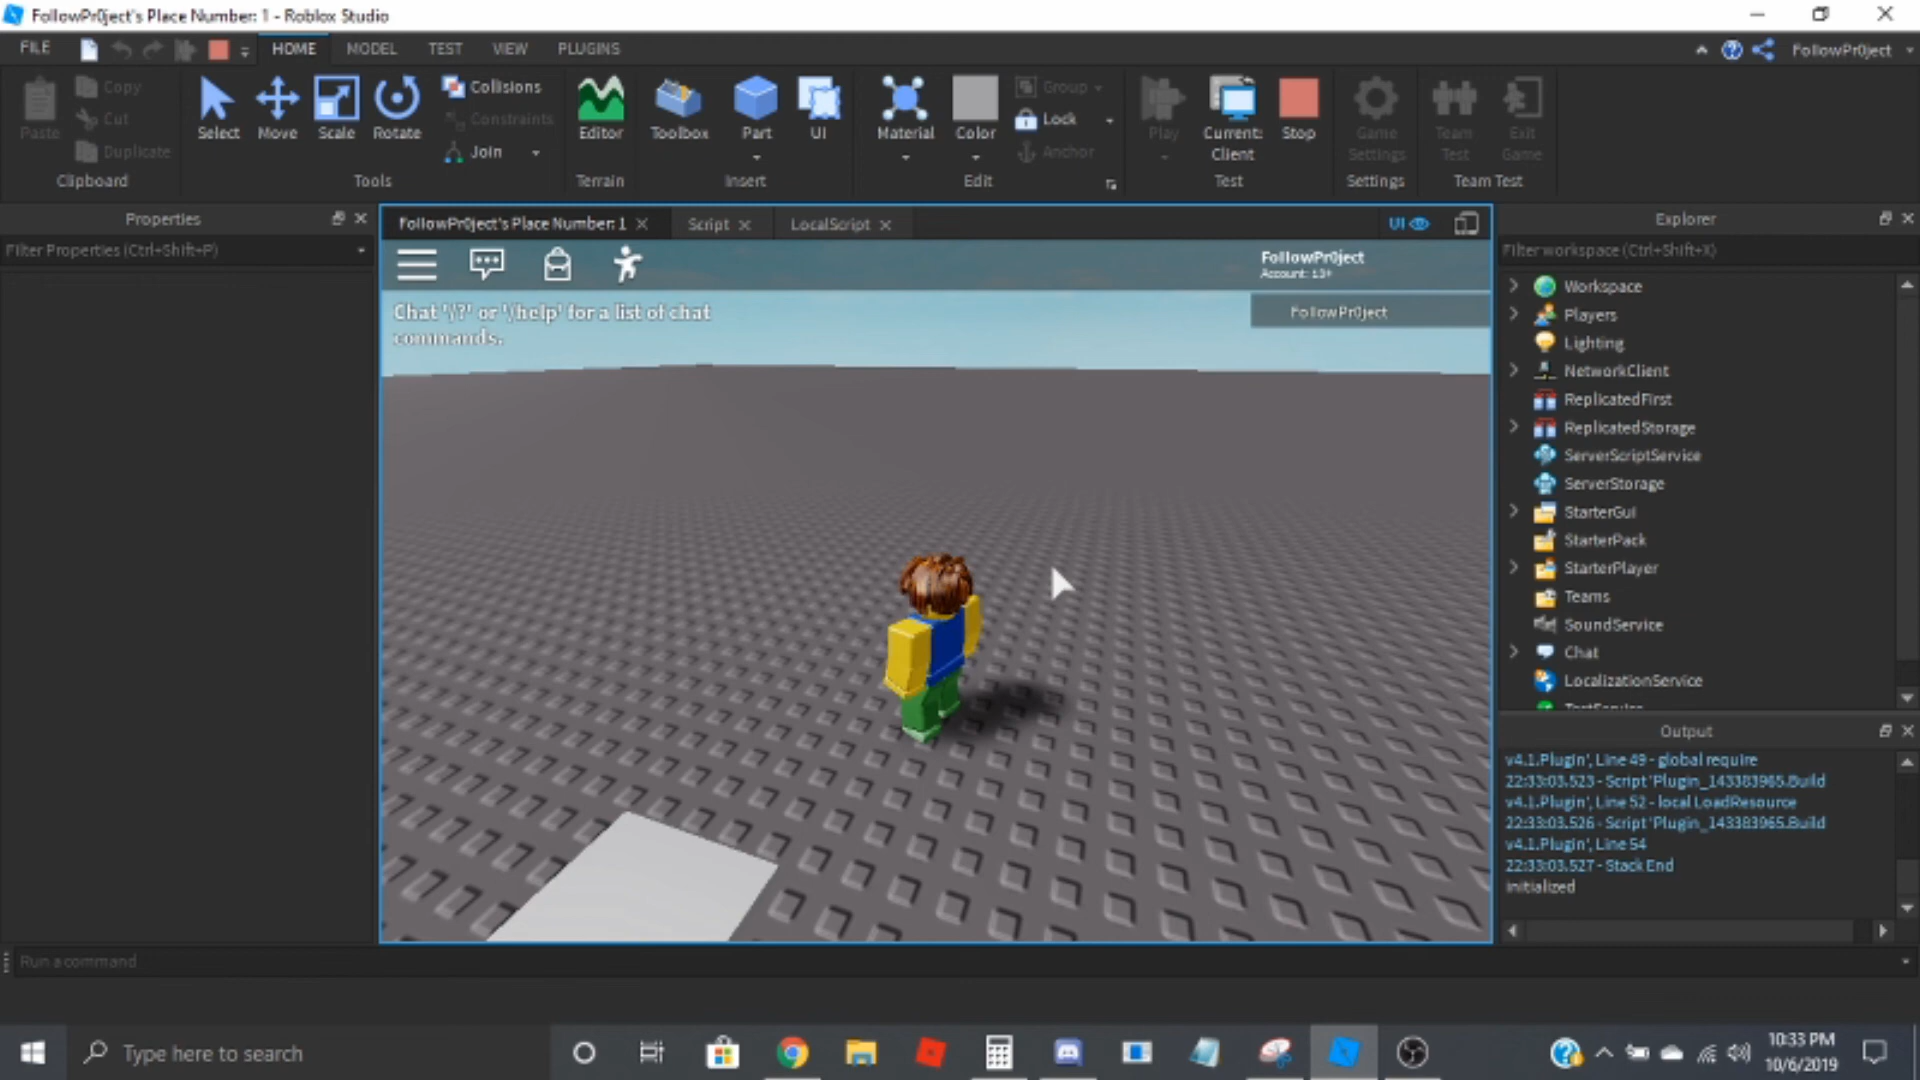 FollowPr0ject's Place Number: 1 - Roblox Studio
FILE
HOME
MODEL
TEST
VIEW
PLUGINS
FollowPr0ject
Paste
Copy
Cut
Duplicate
Clipboard
Select
Move
Scale
Rotate
Collisions
Constraints
Join
Tools
Editor
Terrain
Toolbox
Part
UI
Insert
Material
Color
Group
Lock
Anchor
Edit
Play
Current:
Client
Stop
Test
Game
Settings
Settings
Team
Test
Exit
Game
Team Test
Properties
Filter Properties (Ctrl+Shift+P)
FollowPr0ject's Place Number: 1
Script
LocalScript
UI
FollowPr0ject
Account: 13+
Chat '/?' or '/help' for a list of chat
commands.
FollowPr0ject
Explorer
Filter workspace (Ctrl+Shift+X)
Workspace
Players
Lighting
NetworkClient
ReplicatedFirst
ReplicatedStorage
ServerScriptService
ServerStorage
StarterGui
StarterPack
StarterPlayer
Teams
SoundService
Chat
LocalizationService
TestService
Output
v4.1.Plugin', Line 49 - global require
22:33:03.523 - Script 'Plugin_143383965.Build
v4.1.Plugin', Line 52 - local LoadResource
22:33:03.526 - Script 'Plugin_143383965.Build
v4.1.Plugin', Line 54
22:33:03.527 - Stack End
initialized
Run a command
Type here to search
10:33 PM
10/6/2019